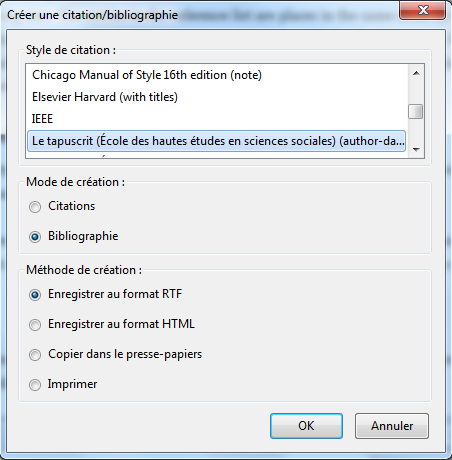 Créer une citation/bibliographie
Style de citation :
Chicago Manual of Style 16th edition (note)
Elsevier Harvard (with titles)
IEEE
Le tapuscrit (École des hautes études en sciences sociales) (author-da...
Mode de création :
Citations
Bibliographie
Méthode de création :
Enregistrer au format RTF
Enregistrer au format HTML
Copier dans le presse-papiers
Imprimer
OK
Annuler